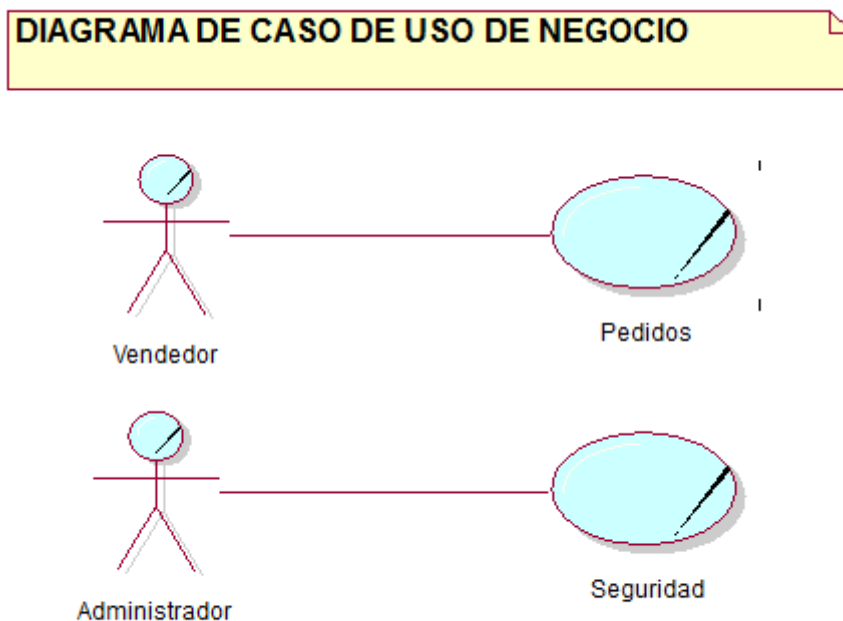 DIAGRAMA DE CASO DE USO DE NEGOCIO
Vendedor
Pedidos
Administrador
Seguridad